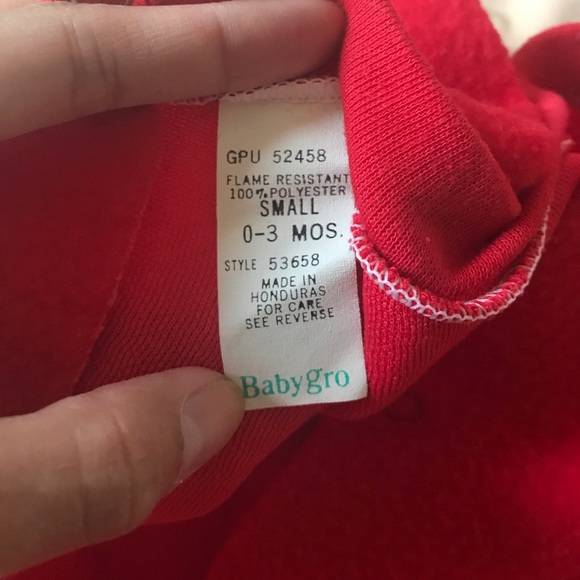 GPU 52458
FLAME RESISTANT
100% POLYESTER
SMALL
0-3 MOS.
STYLE 53658
MADE IN
HONDURAS
FOR CARE
SEE REVERSE
Babygro